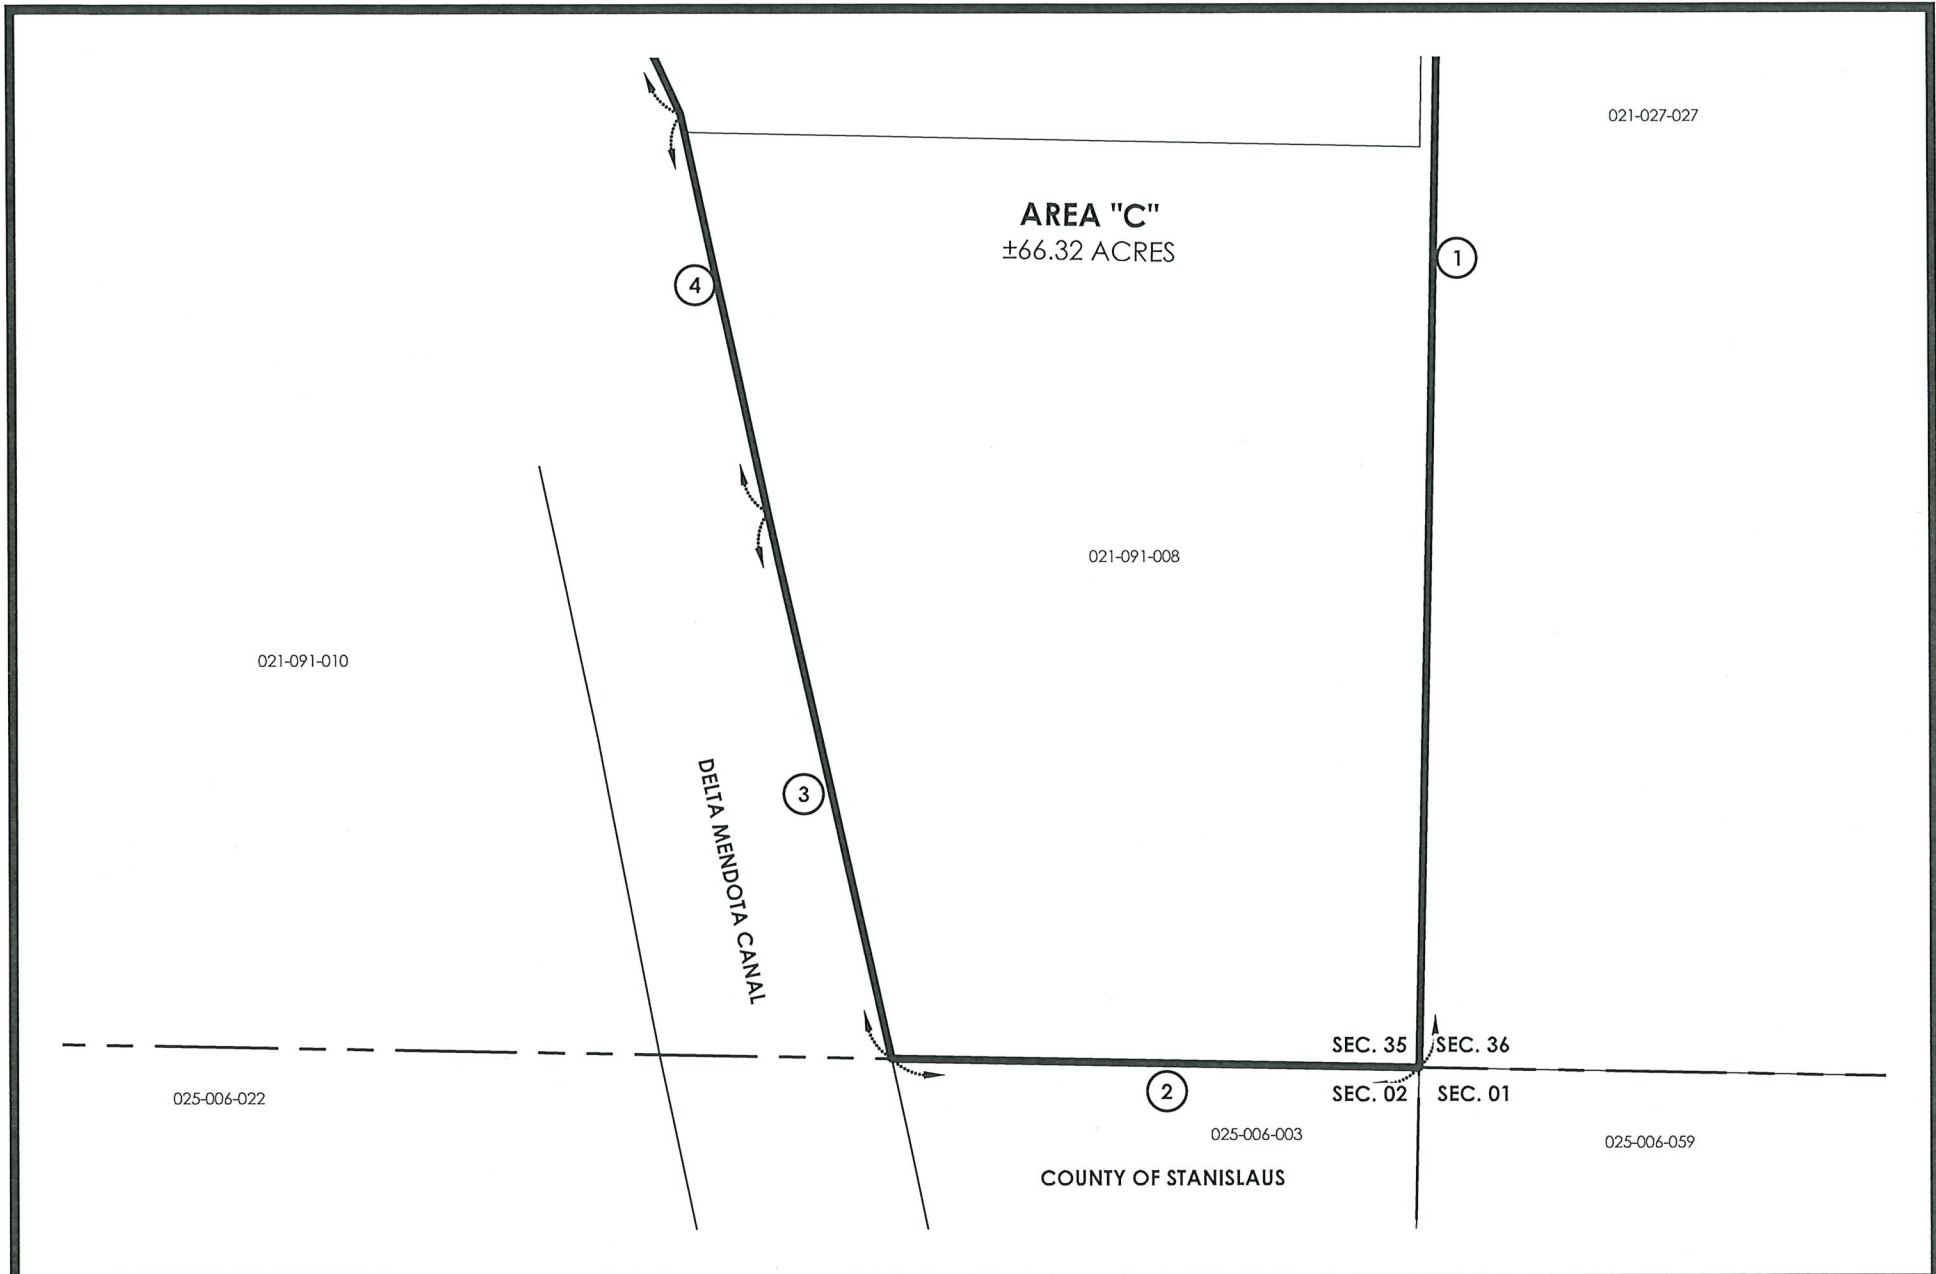 021-027-027
AREA "C"
±66.32 ACRES
1
4
021-091-008
021-091-010
3
DELTA MENDOTA CANAL
SEC. 35 SEC. 36
2
SEC. 02 SEC. 01
025-006-022
025-006-003
025-006-059
COUNTY OF STANISLAUS